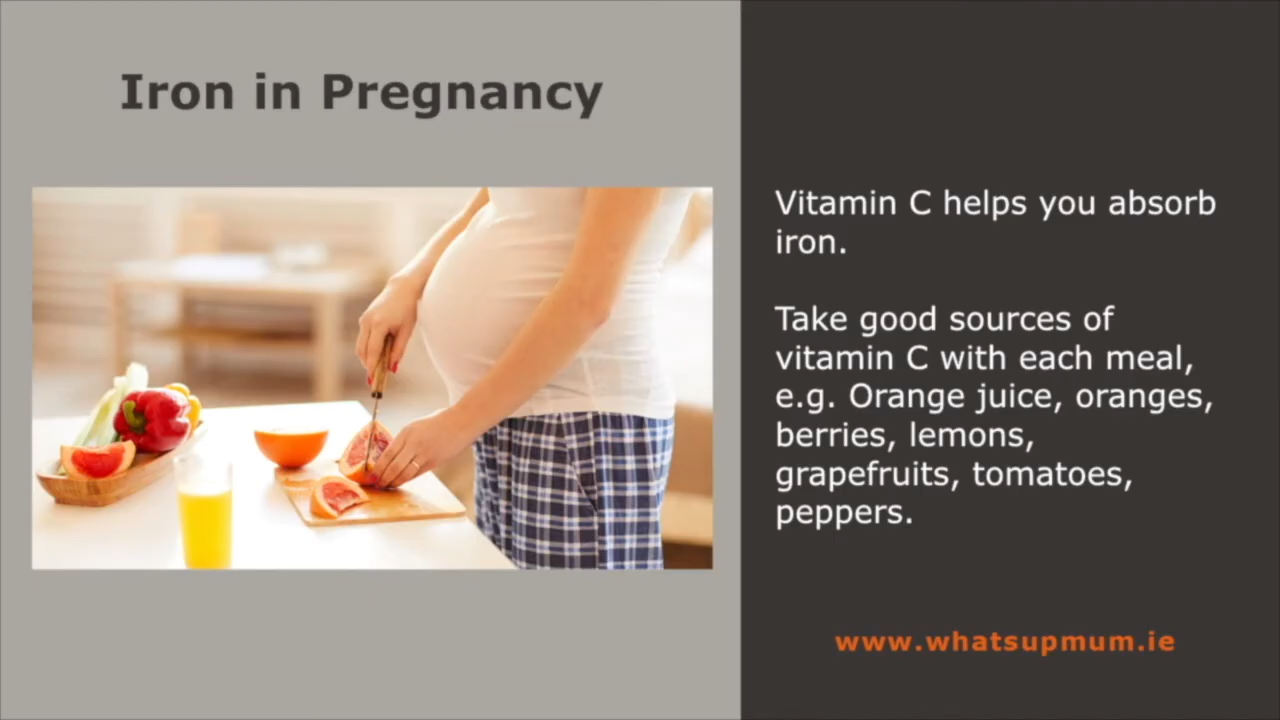 Iron in Pregnancy
Vitamin C helps you absorb
iron.
Take good sources of
vitamin C with each meal,
e.g. Orange juice, oranges,
berries, lemons,
grapefruits, tomatoes,
peppers.
www.whatsupmum.ie